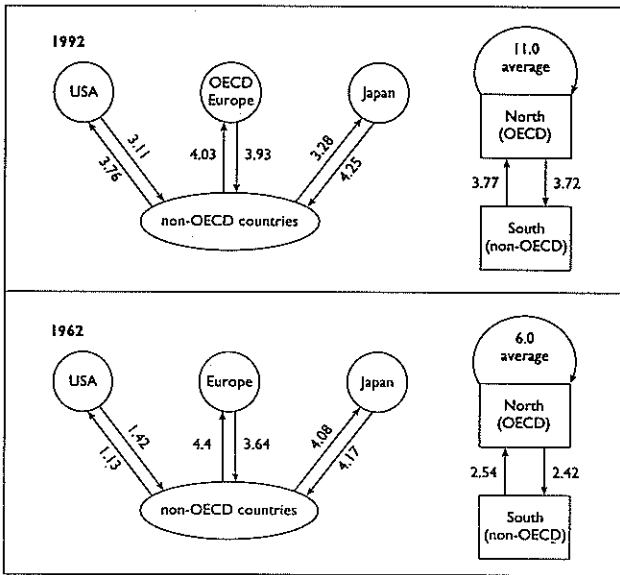 1992
USA
OECD
Europe
Japan
3.11
3.76
4.03
3.93
3.28
4.25
non-OECD countries
11.0
average
North
(OECD)
3.77
3.72
South
(non-OECD)
1962
USA
Europe
Japan
1.42
1.13
4.4
3.64
4.08
4.17
non-OECD countries
6.0
average
North
(OECD)
2.54
2.42
South
(non-OECD)